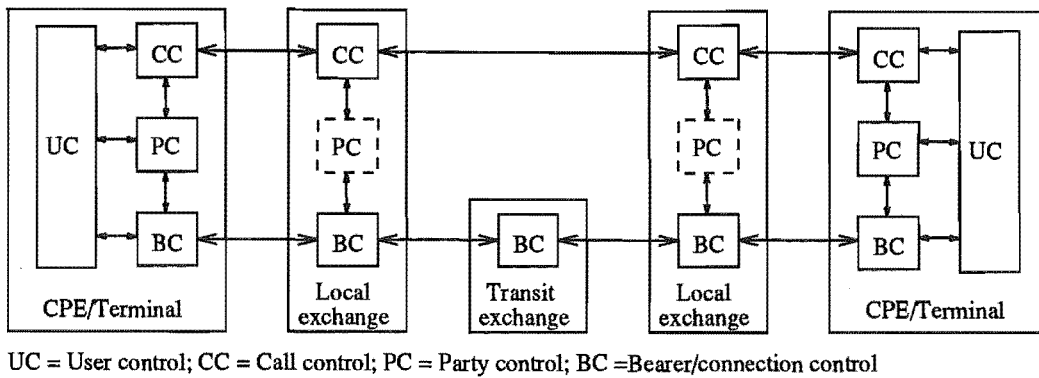 CC
CC
CC
CC
UC
PC
PC
PC
PC
UC
BC
BC
BC
BC
BC
CPE/Terminal
Local
exchange
Transit
exchange
Local
exchange
CPE/Terminal
UC = User control; CC = Call control; PC = Party control; BC =Bearer/connection control